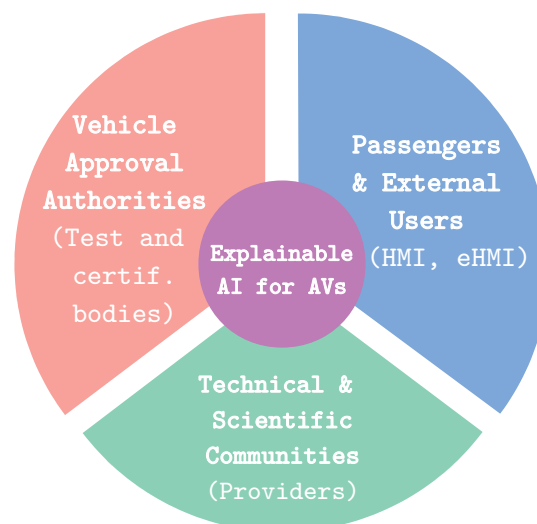 Vehicle
Approval
Authorities
(Test and
certif.
bodies)
Passengers
& External
Users
(HMI, eHMI)
Explainable
AI for AVs
Technical &
Scientific
Communities
(Providers)